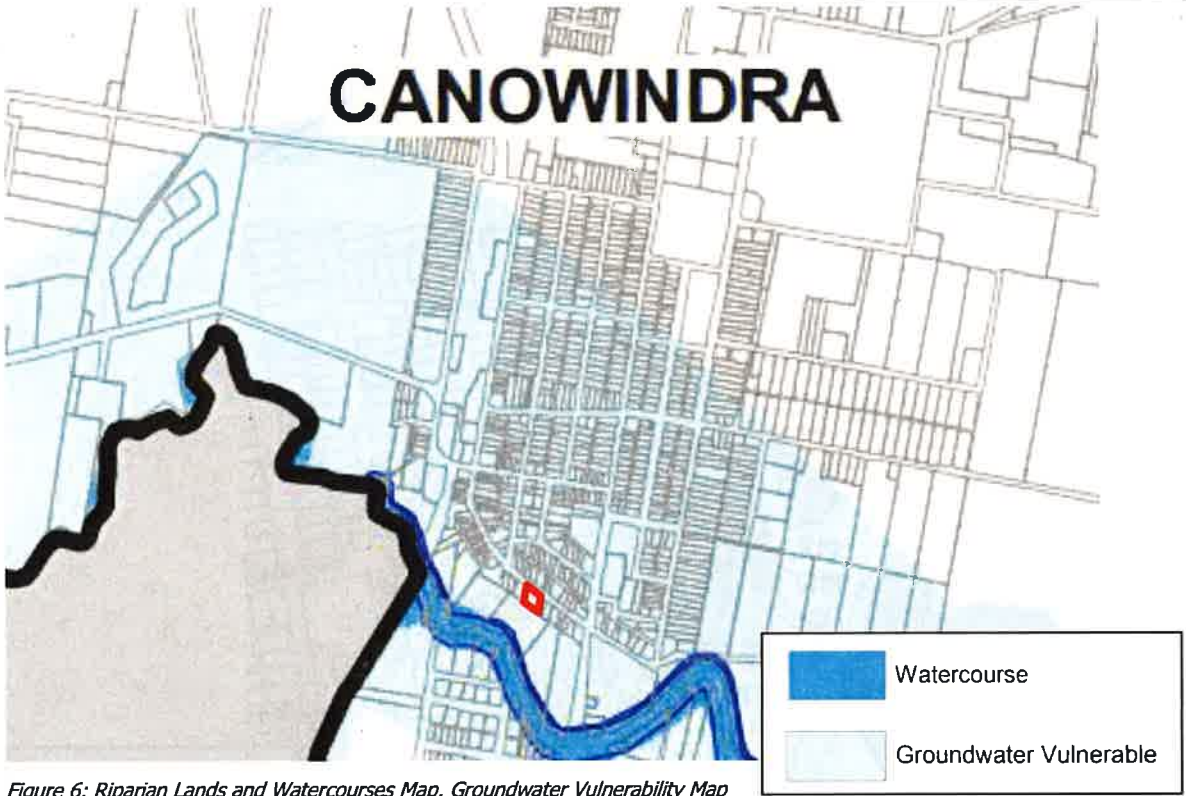 CANOWINDRA
Watercourse
Groundwater Vulnerable
Figure 6: Riparian Lands and Watercourses Map, Groundwater Vulnerability Map